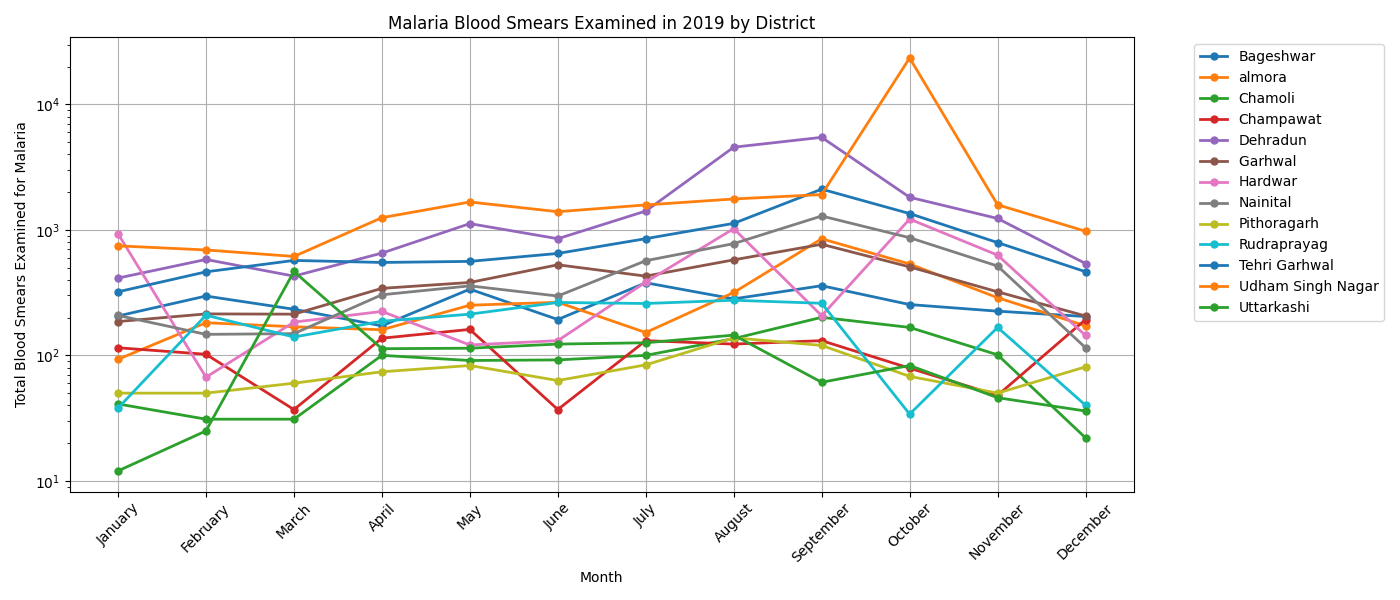 Malaria Blood Smears Examined in 2019 by District
Total Blood Smears Examined for Malaria
10⁴
10³
10²
10¹
January
February
March
April
May
June
July
August
September
October
November
December
Month
Bageshwar
almora
Chamoli
Champawat
Dehradun
Garhwal
Hardwar
Nainital
Pithoragarh
Rudraprayag
Tehri Garhwal
Udham Singh Nagar
Uttarkashi